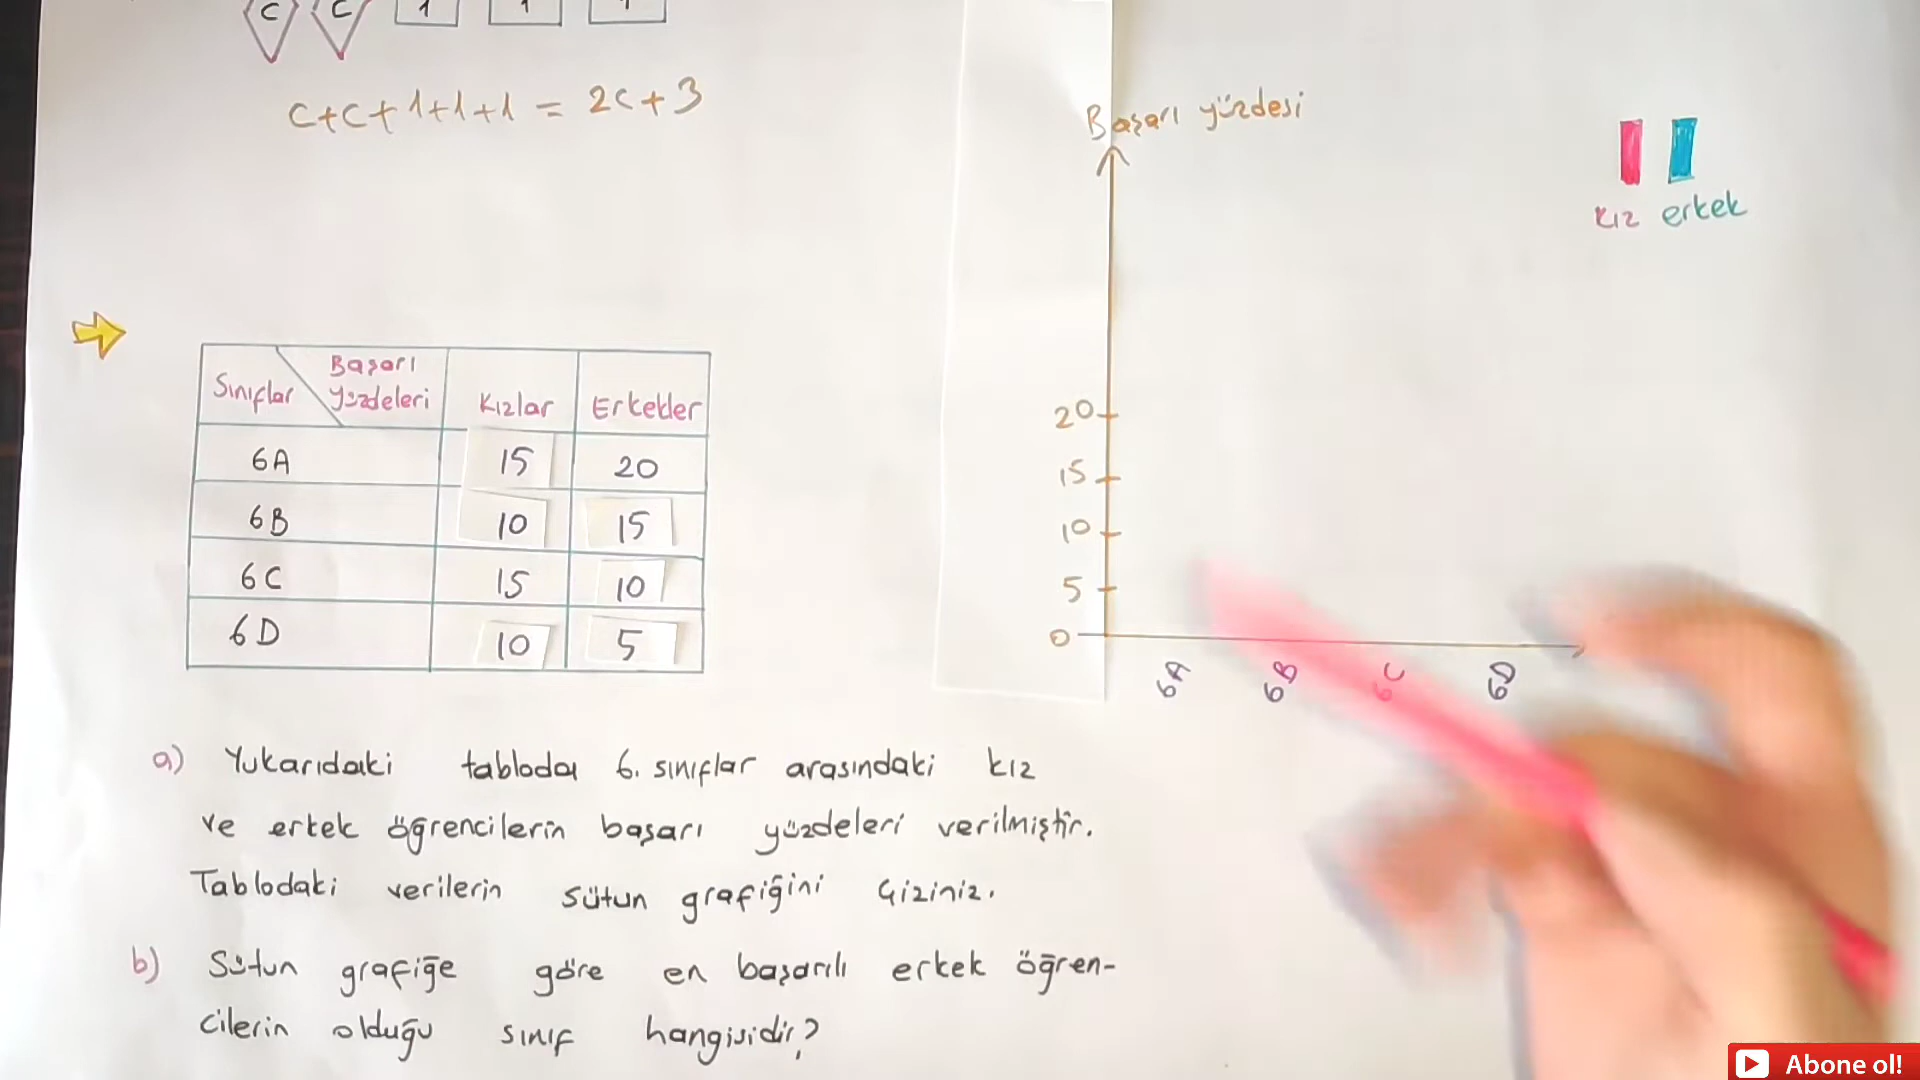 C C 1 1 1
c+c+1+1+1 = 2c+3
Başarı yüzdesi
kız erkek
Sınıflar Başarı yüzdeleri Kızlar Erkekler
6A 15 20
6B 10 15
6C 15 10
6D 10 5
20
15
10
5
0
6A 6B 6C 6D
a) Yukarıdaki tabloda 6. sınıflar arasındaki kız
ve erkek öğrencilerin başarı yüzdeleri verilmiştir.
Tablodaki verilerin sütun grafiğini çiziniz.
b) Sütun grafiğe göre en başarılı erkek öğren-
cilerin olduğu sınıf hangisidir?
Abone ol!